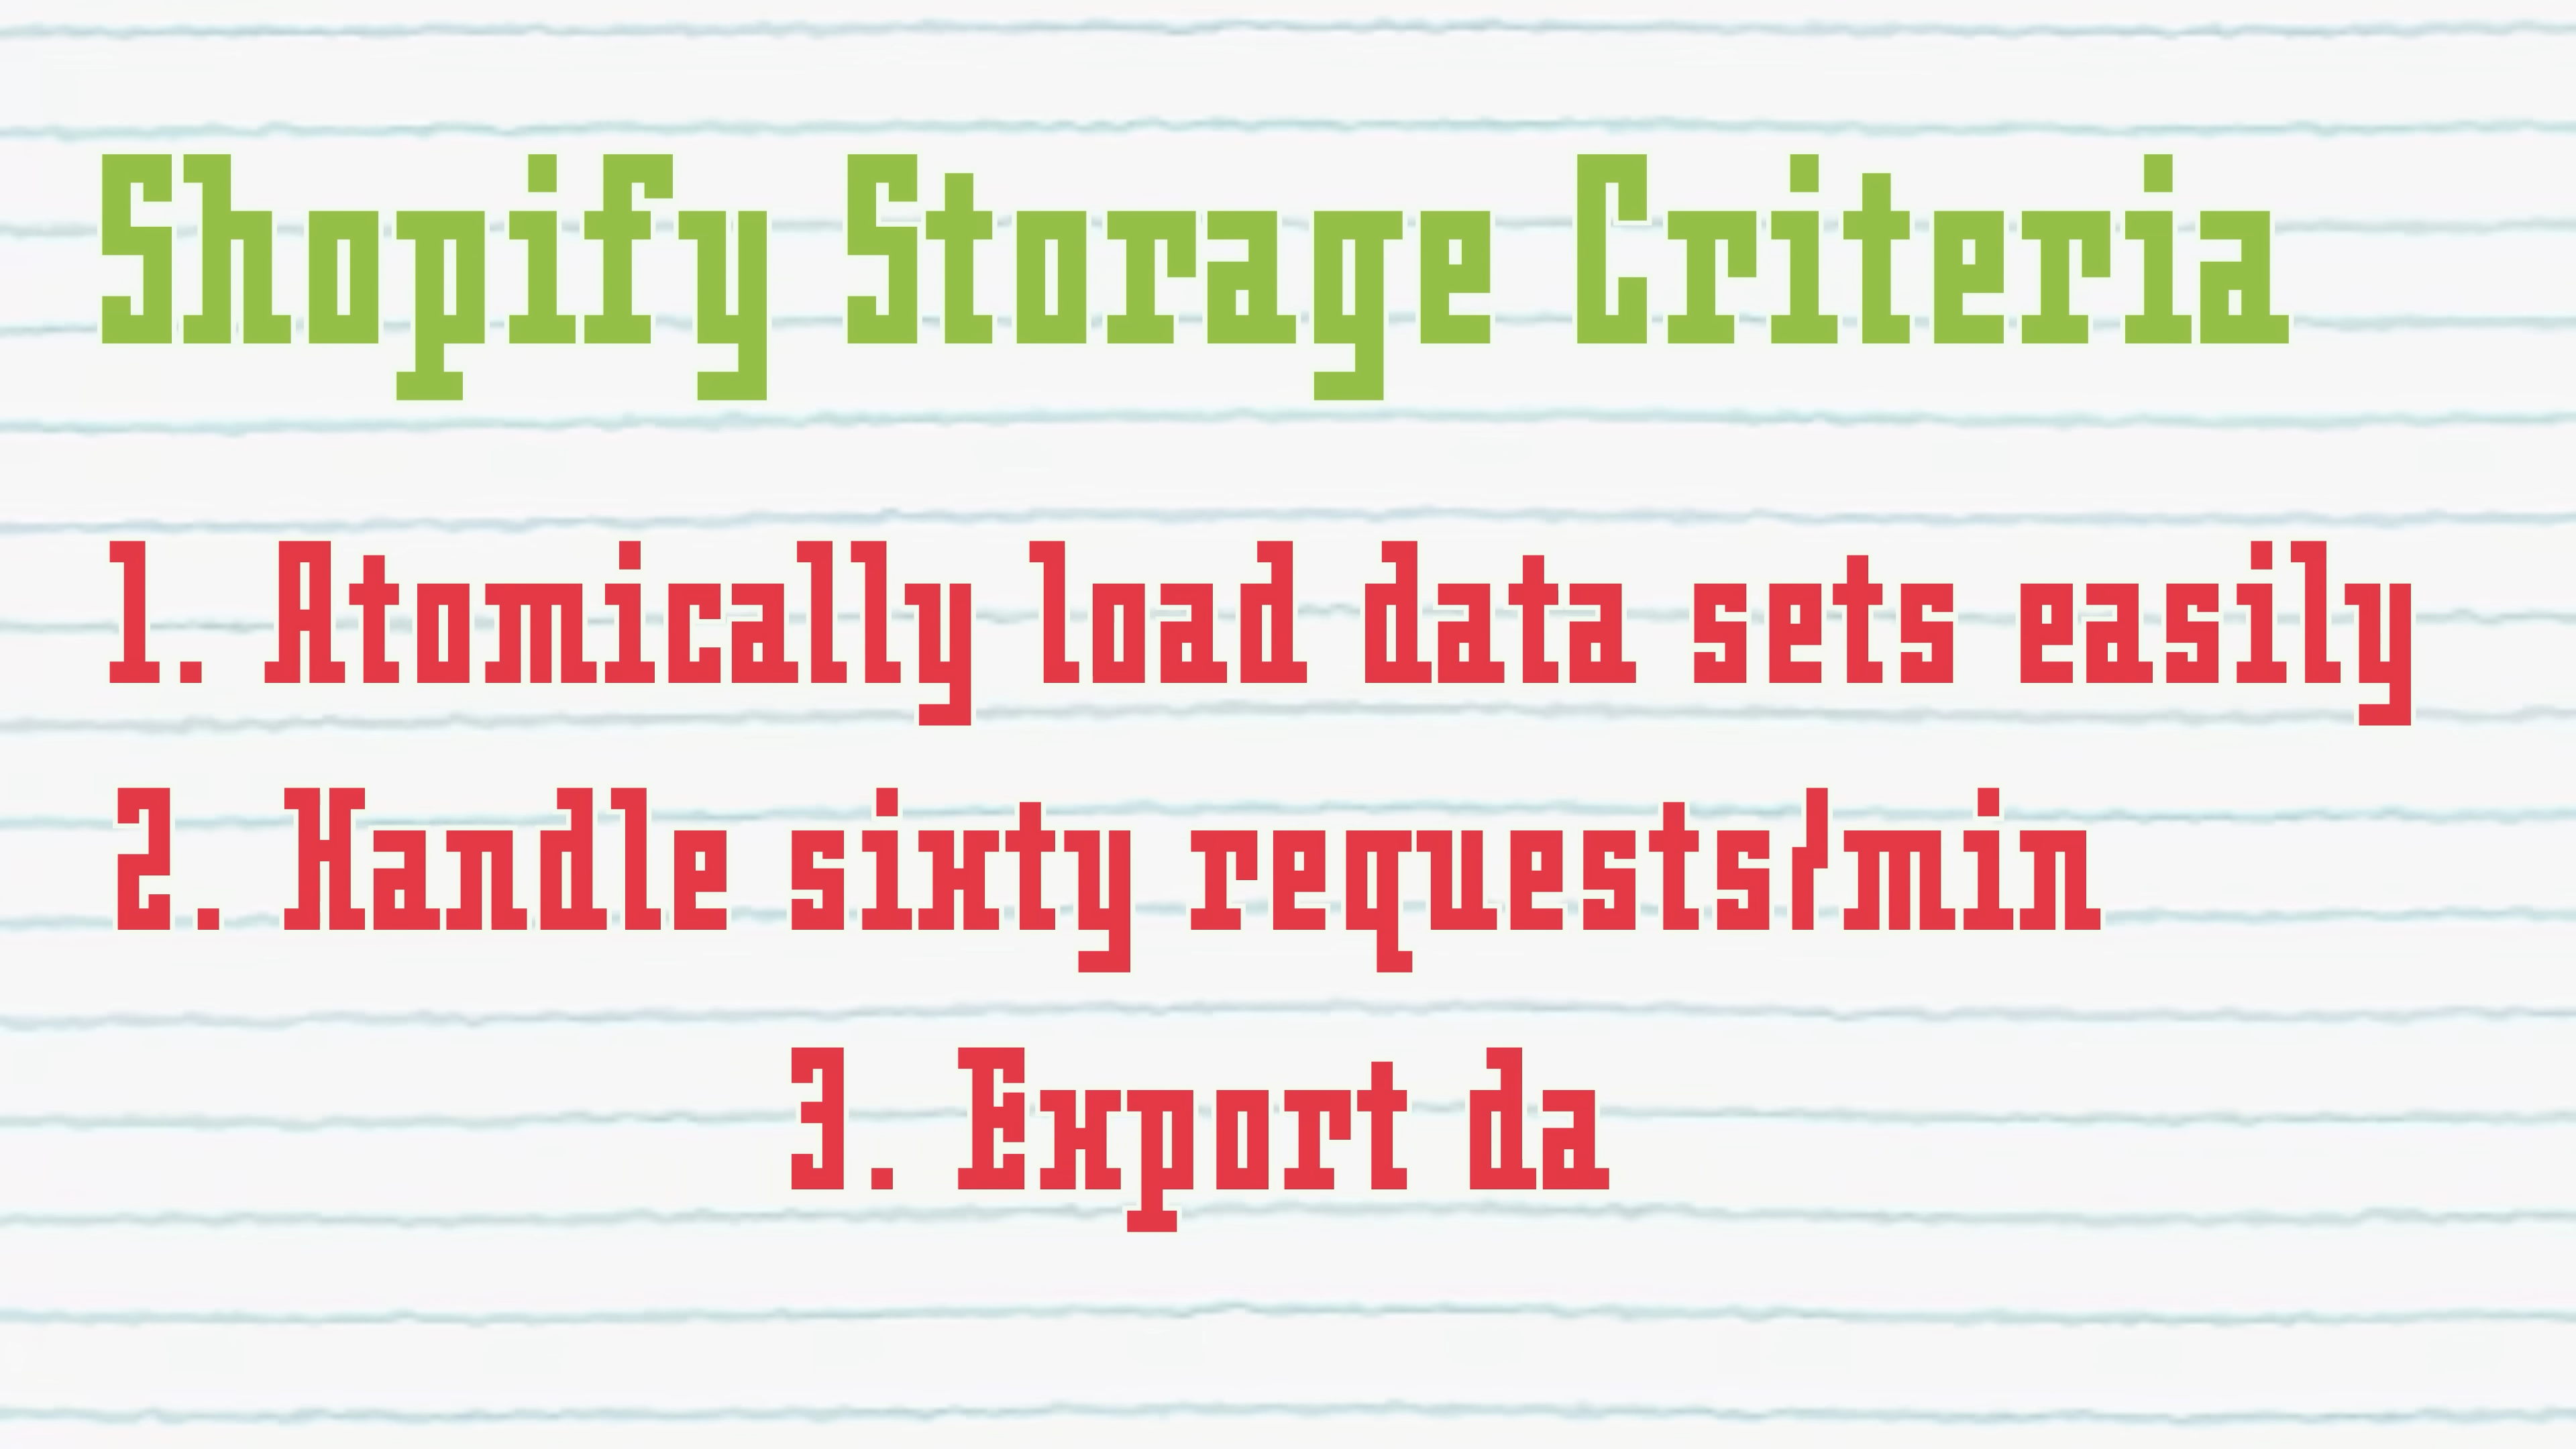 Shopify Storage Criteria
1. Atomically load data sets easily
2. Handle sixty requests/min
3. Export da